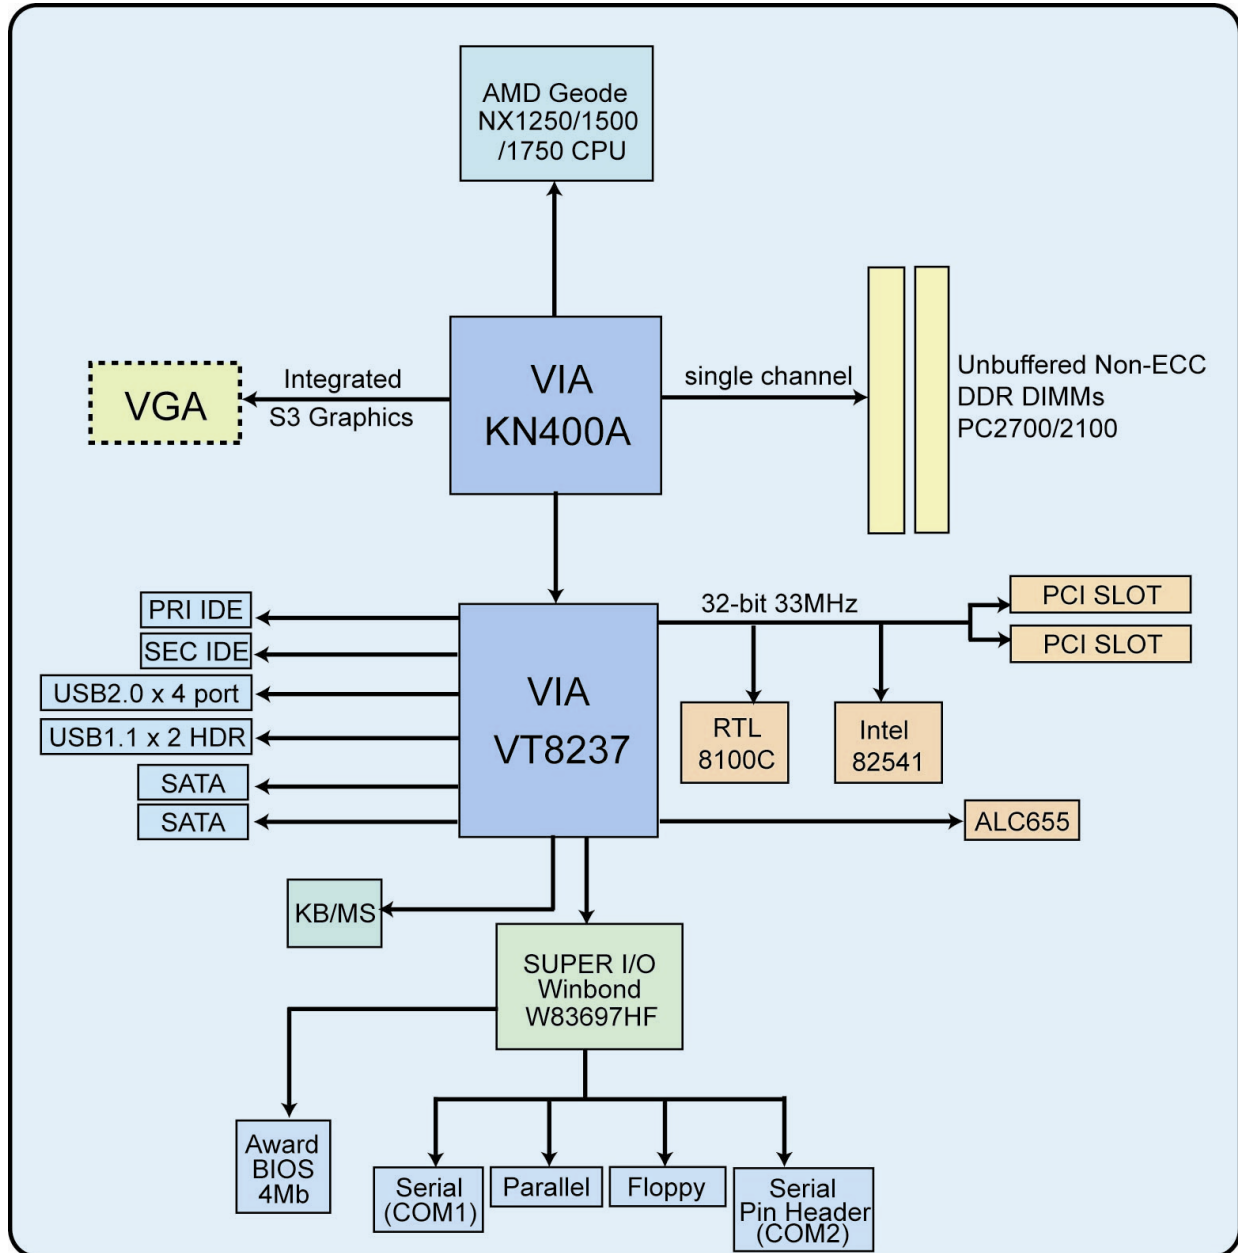 AMD Geode
NX1250/1500
/1750 CPU
VGA
Integrated
S3 Graphics
VIA
KN400A
single channel
Unbuffered Non-ECC
DDR DIMMs
PC2700/2100
PRI IDE
SEC IDE
USB2.0 x 4 port
USB1.1 x 2 HDR
SATA
SATA
VIA
VT8237
32-bit 33MHz
PCI SLOT
PCI SLOT
RTL
8100C
Intel
82541
ALC655
KB/MS
SUPER I/O
Winbond
W83697HF
Award
BIOS
4Mb
Serial
(COM1)
Parallel
Floppy
Serial
Pin Header
(COM2)